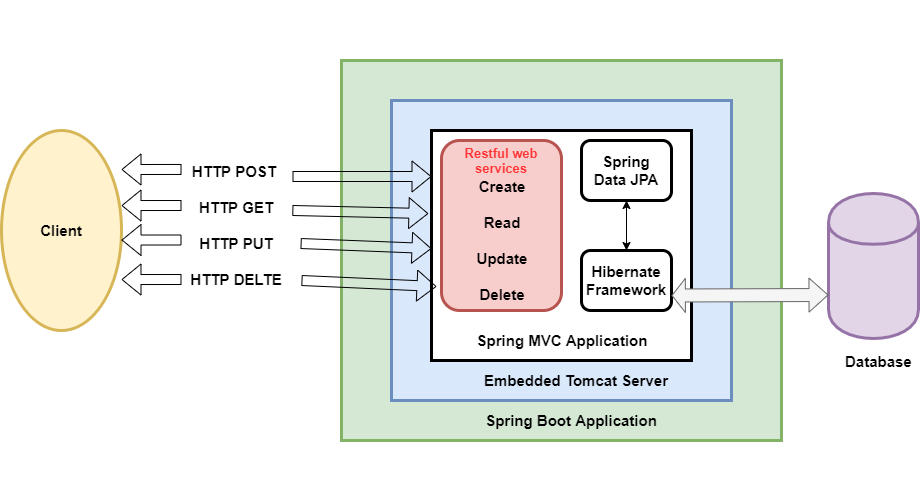 Client
HTTP POST
HTTP GET
HTTP PUT
HTTP DELTE
Restful web
services
Create
Read
Update
Delete
Spring
Data JPA
Hibernate
Framework
Spring MVC Application
Embedded Tomcat Server
Spring Boot Application
Database